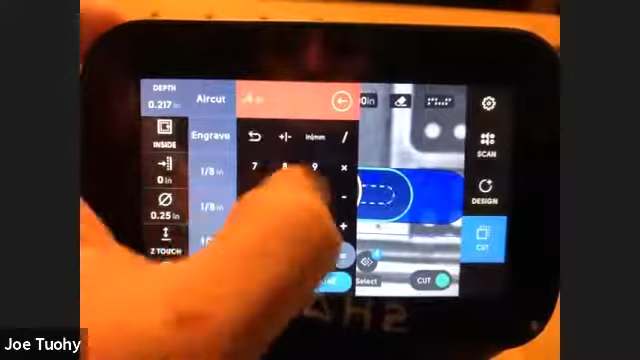 DEPTH
0.217 in
INSIDE
0 in
0.25 in
Z TOUCH
Aircut
Engrave
1/8 in
1/8 in
+|-
in/mm
/
7
8
9
x
-
+
=
0in
Select
CUT
SCAN
DESIGN
CUT
Joe Tuohy